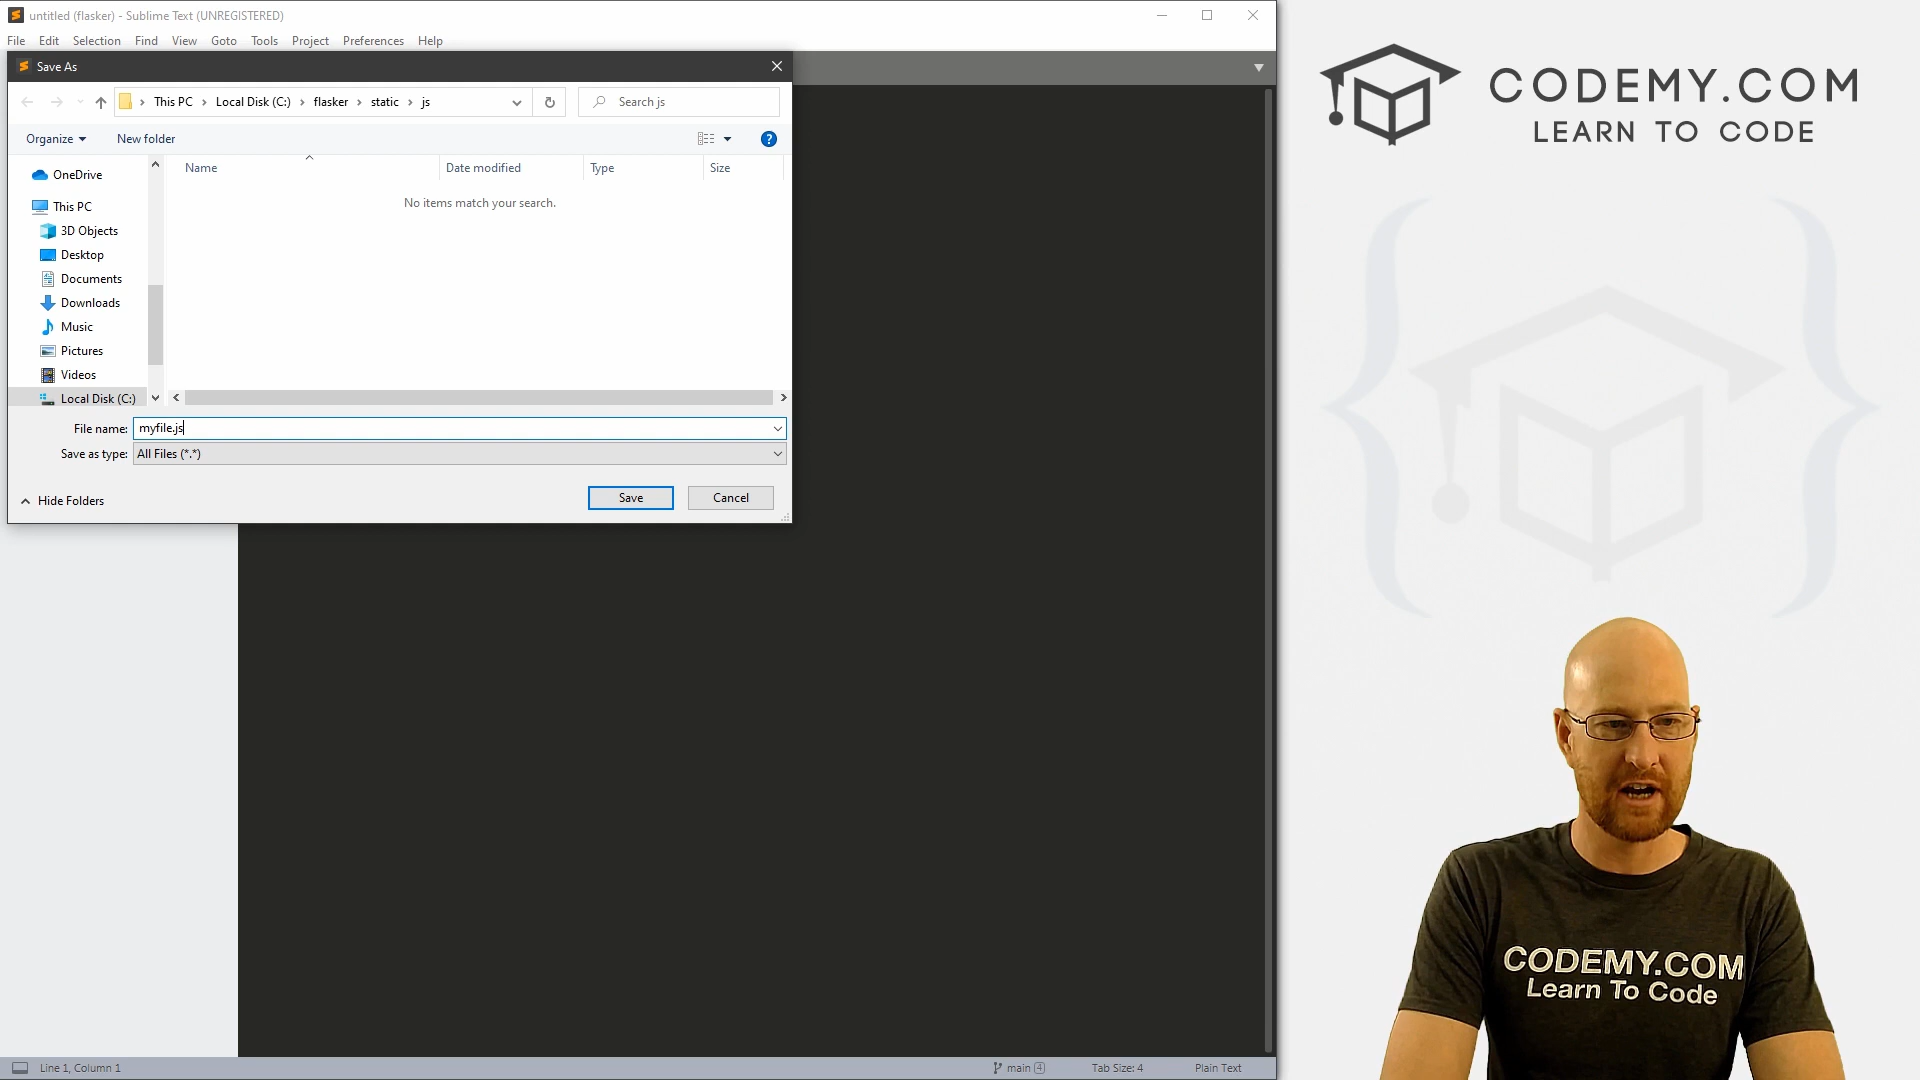 untitled (flasker) - Sublime Text (UNREGISTERED)
File Edit Selection Find View Goto Tools Project Preferences Help
Save As
This PC > Local Disk (C:) > flasker > static > js
Search js
Organize New folder
?
Name Date modified Type Size
No items match your search.
OneDrive
This PC
3D Objects
Desktop
Documents
Downloads
Music
Pictures
Videos
Local Disk (C:)
File name: myfile.js
Save as type: All Files (*.*)
Hide Folders
Save Cancel
Line 1, Column 1
main 4
Tab Size: 4
Plain Text
CODEMY.COM
LEARN TO CODE
CODEMY.COM
Learn To Code